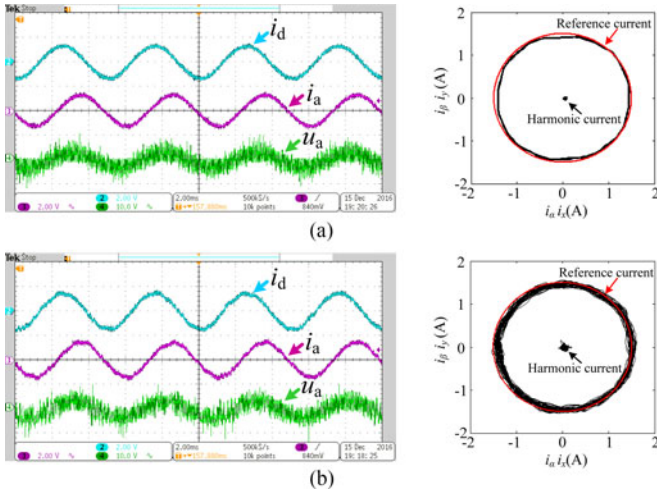 Tek Stop
i_d
i_a
u_a
2.00 V
2.00ms
500kS/s
15 Dec 2016
2.00 V
10.0 V
10k points
840mV
19:20:26
2
1
0
-1
-2
i_β i_y (A)
Reference current
Harmonic current
-2 -1 0 1 2
i_α i_x(A)
(a)
Tek Stop
i_d
i_a
u_a
2.00 V
2.00ms
500kS/s
15 Dec 2016
2.00 V
10.0 V
10k points
840mV
19:18:25
2
1
0
-1
-2
i_β i_y (A)
Reference current
Harmonic current
-2 -1 0 1 2
i_α i_x(A)
(b)